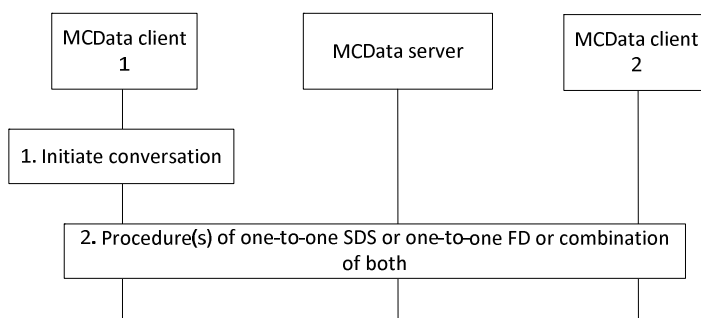 MCData client
1
MCData server
MCData client
2
1. Initiate conversation
2. Procedure(s) of one-to-one SDS or one-to-one FD or combination
of both